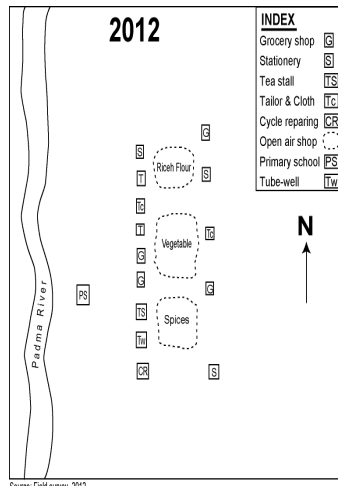 2012
INDEX
Grocery shop G
Stationery S
Tea stall TS
Tailor & Cloth Tc
Cycle reparing CR
Open air shop
Primary school PS
Tube-well Tw
N
G
S
Riceh Flour
T
S
Tc
T
Vegetable
Tc
G
G
G
PS
TS
Spices
Tw
CR
S
Padma River
Source: Field survey, 2012